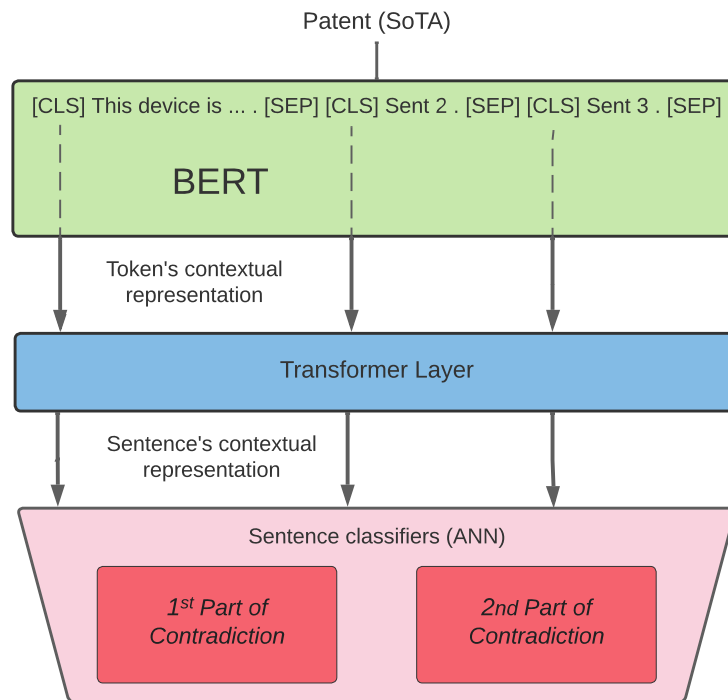 Patent (SoTA)
[CLS] This device is ... . [SEP] [CLS] Sent 2 . [SEP] [CLS] Sent 3 . [SEP]
BERT
Token's contextual
representation
Transformer Layer
Sentence's contextual
representation
Sentence classifiers (ANN)
1st Part of
Contradiction
2nd Part of
Contradiction